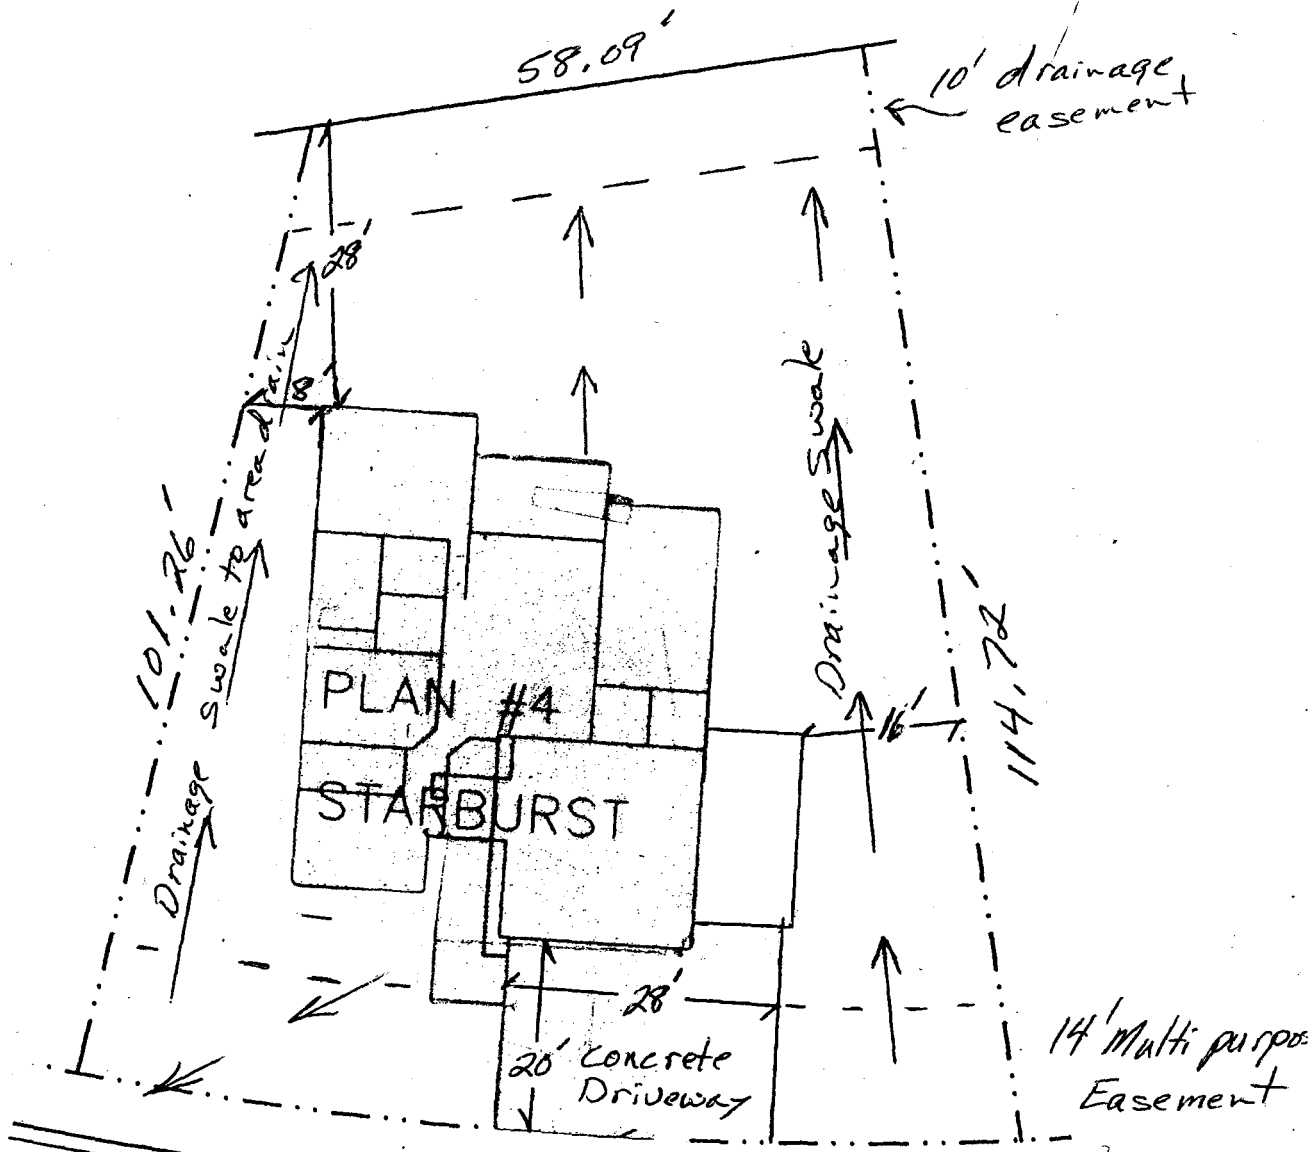 58.09'
10' drainage
easement
28'
8'
Drainage Swale to area drain
101.26'
Drainage Swale
114.72'
16'
PLAN #4
STARBURST
28'
20' Concrete
Driveway
14' Multi purpos
Easement